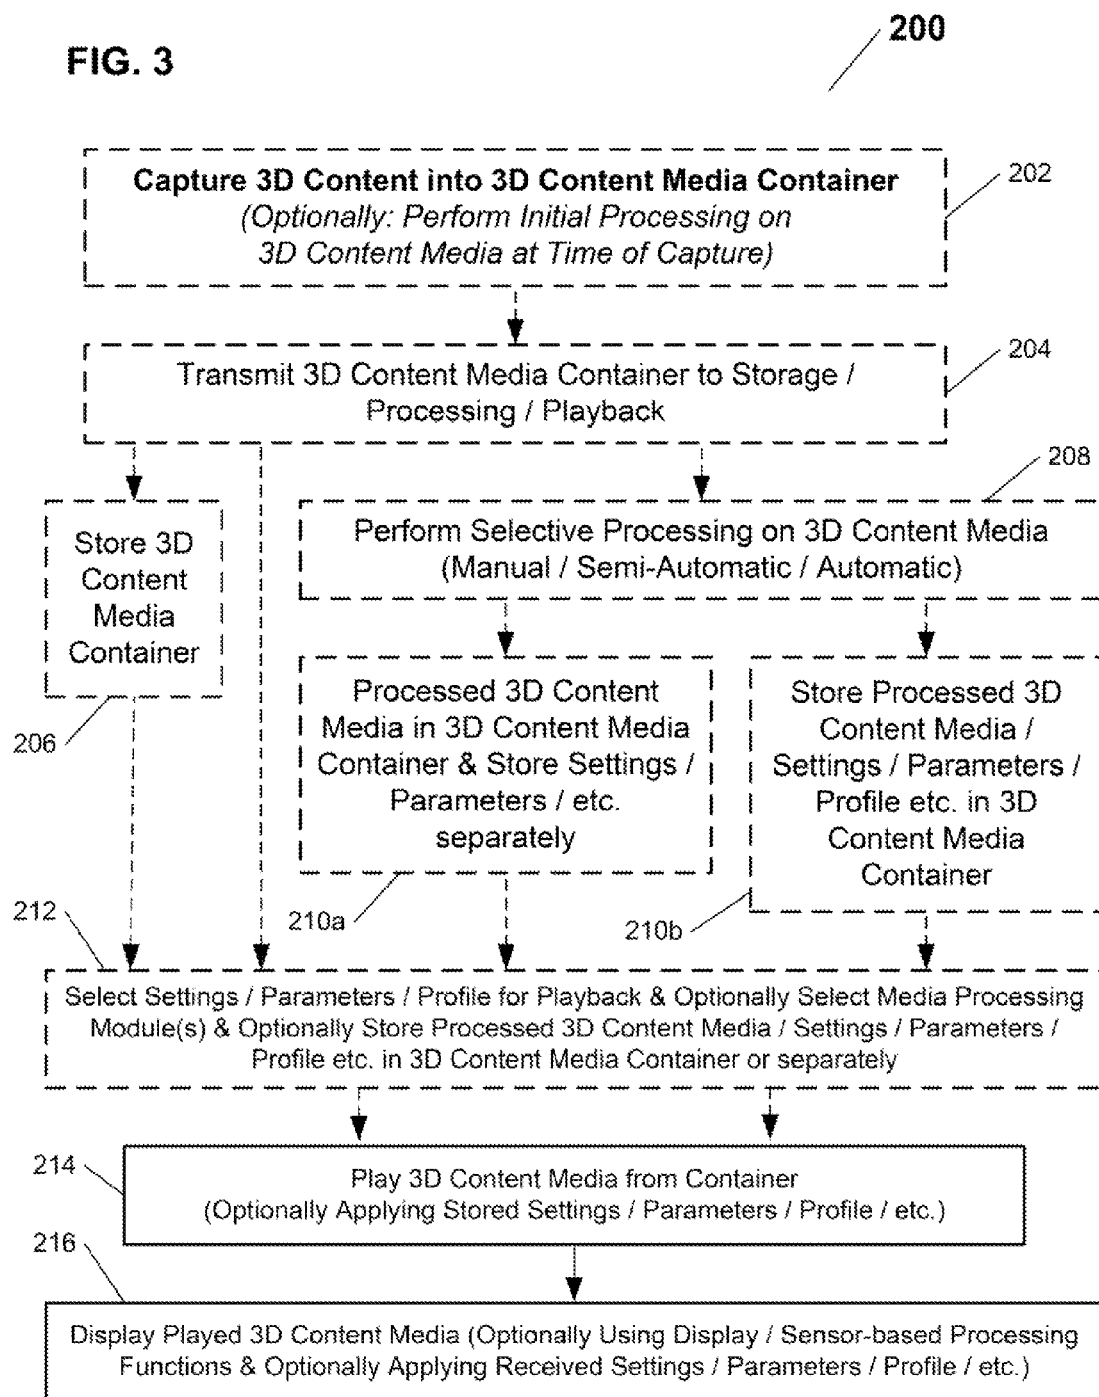 FIG. 3
200
Capture 3D Content into 3D Content Media Container
(Optionally: Perform Initial Processing on
3D Content Media at Time of Capture)
202
Transmit 3D Content Media Container to Storage /
Processing / Playback
204
208
Store 3D
Content
Media
Container
206
Perform Selective Processing on 3D Content Media
(Manual / Semi-Automatic / Automatic)
Processed 3D Content
Media in 3D Content Media
Container & Store Settings /
Parameters / etc.
separately
210a
Store Processed 3D
Content Media /
Settings / Parameters /
Profile etc. in 3D
Content Media
Container
210b
212
Select Settings / Parameters / Profile for Playback & Optionally Select Media Processing
Module(s) & Optionally Store Processed 3D Content Media / Settings / Parameters /
Profile etc. in 3D Content Media Container or separately
214
Play 3D Content Media from Container
(Optionally Applying Stored Settings / Parameters / Profile / etc.)
216
Display Played 3D Content Media (Optionally Using Display / Sensor-based Processing
Functions & Optionally Applying Received Settings / Parameters / Profile / etc.)